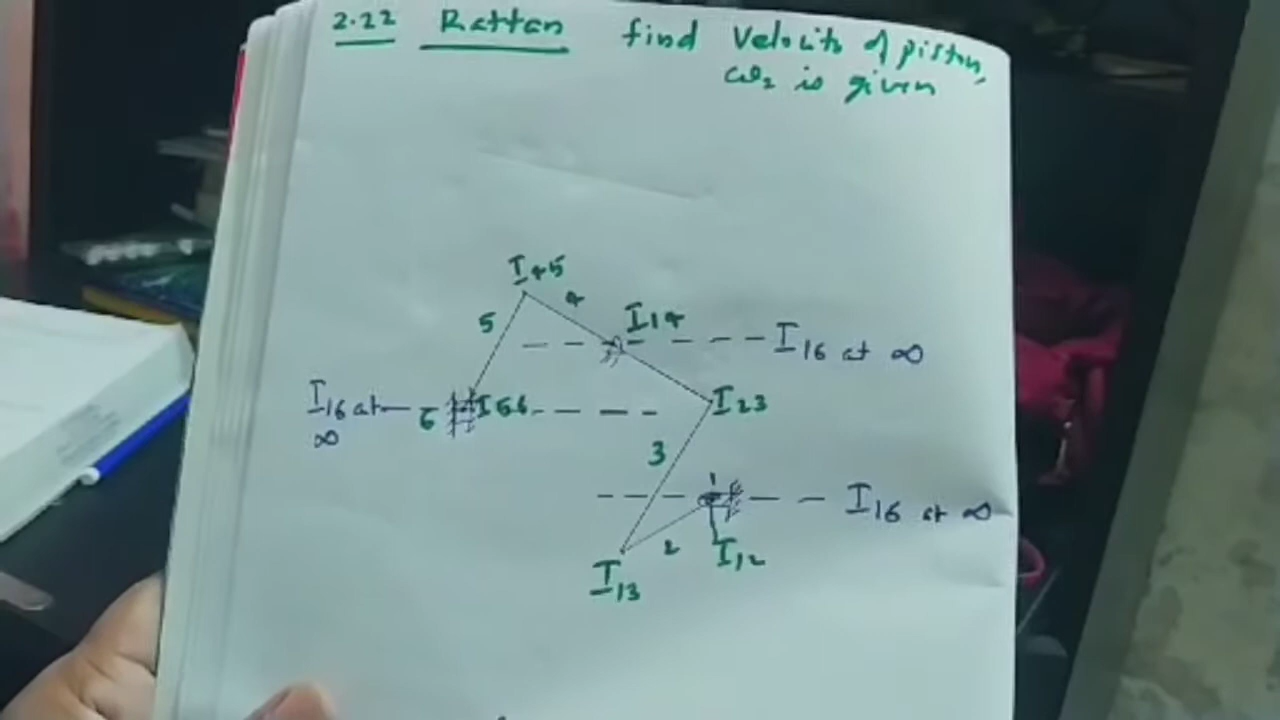 2.22 Rattan find Velocity of piston,
ω₂ is given
I₄₅
4
5
I₁₄
I₁₆ at ∞
I₁₆ at
∞
6
I₅₆
I₂₃
3
1
I₁₆ at ∞
2
I₁₂
I₁₃